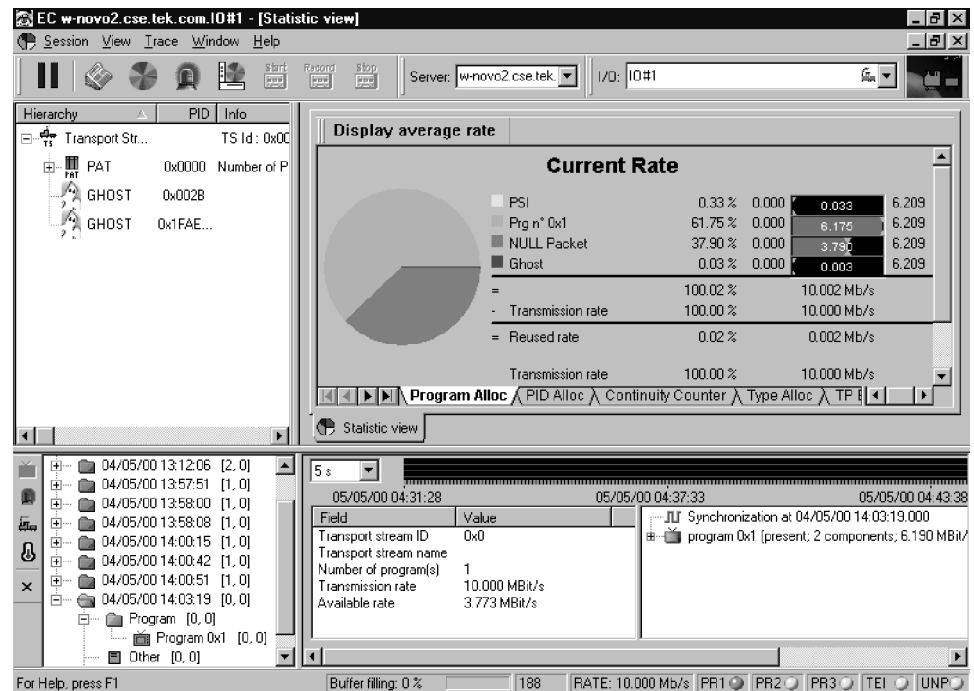 EC w-novo2.cse.tek.com.IO#1 - [Statistic view]
Session View Trace Window Help
Start Record Stop Server: w-novo2.cse.tek. I/O: IO#1
Hierarchy PID Info
Transport Str... TS Id : 0x00
PAT 0x0000 Number of P
GHOST 0x002B
GHOST 0x1FAE...
Display average rate
Current Rate
PSI 0.33 % 0.000 0.033 6.209
Prg n° 0x1 61.75 % 0.000 6.175 6.209
NULL Packet 37.90 % 0.000 3.790 6.209
Ghost 0.03 % 0.000 0.003 6.209
= 100.02 % 10.002 Mb/s
- Transmission rate 100.00 % 10.000 Mb/s
= Reused rate 0.02 % 0.002 Mb/s
Transmission rate 100.00 % 10.000 Mb/s
Program Alloc PID Alloc Continuity Counter Type Alloc TP E
Statistic view
04/05/00 13:12:06 [2, 0]
04/05/00 13:57:51 [1, 0]
04/05/00 13:58:00 [1, 0]
04/05/00 13:58:08 [1, 0]
04/05/00 14:00:15 [1, 0]
04/05/00 14:00:42 [1, 0]
04/05/00 14:00:51 [1, 0]
04/05/00 14:03:19 [0, 0]
Program [0, 0]
Program 0x1 [0, 0]
Other [0, 0]
5 s
05/05/00 04:31:28 05/05/00 04:37:33 05/05/00 04:43:38
Field Value
Transport stream ID 0x0
Transport stream name
Number of program(s) 1
Transmission rate 10.000 MBit/s
Available rate 3.773 MBit/s
Synchronization at 04/05/00 14:03:19.000
program 0x1 [present; 2 components; 6.190 MBit/
For Help, press F1 Buffer filling: 0 % 188 RATE: 10.000 Mb/s PR1 PR2 PR3 TEI UNP